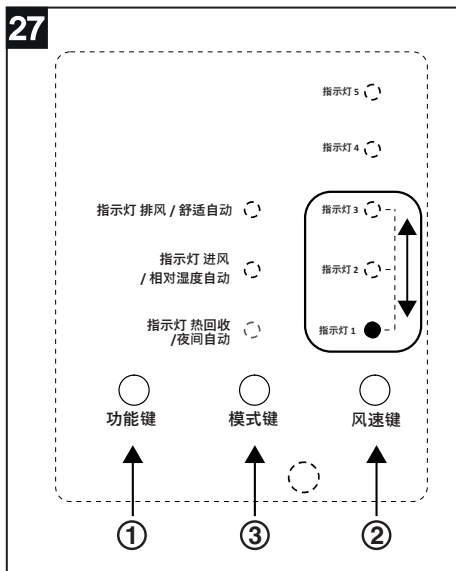 27
指示灯 5
指示灯 4
指示灯 排风 / 舒适自动
指示灯 3
指示灯 进风
/ 相对湿度自动
指示灯 2
指示灯 热回收
/夜间自动
指示灯 1
功能键
模式键
风速键
①
③
②